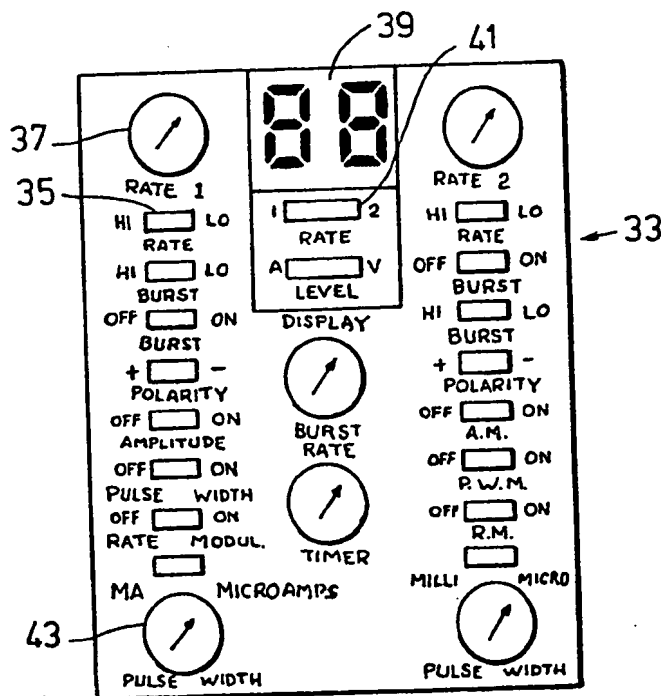 39
41
37
88
RATE 1
35
HI LO
RATE
HI LO
BURST
OFF ON
BURST
+ -
POLARITY
OFF ON
AMPLITUDE
OFF ON
PULSE WIDTH
OFF ON
RATE MODUL.
MA MICROAMPS
43
PULSE WIDTH
1 2
RATE
A V
LEVEL
DISPLAY
BURST
RATE
TIMER
RATE 2
HI LO
RATE
33
OFF ON
BURST
HI LO
BURST
+ -
POLARITY
OFF ON
A.M.
OFF ON
P.W.M.
OFF ON
R.M.
MILLI MICRO
PULSE WIDTH